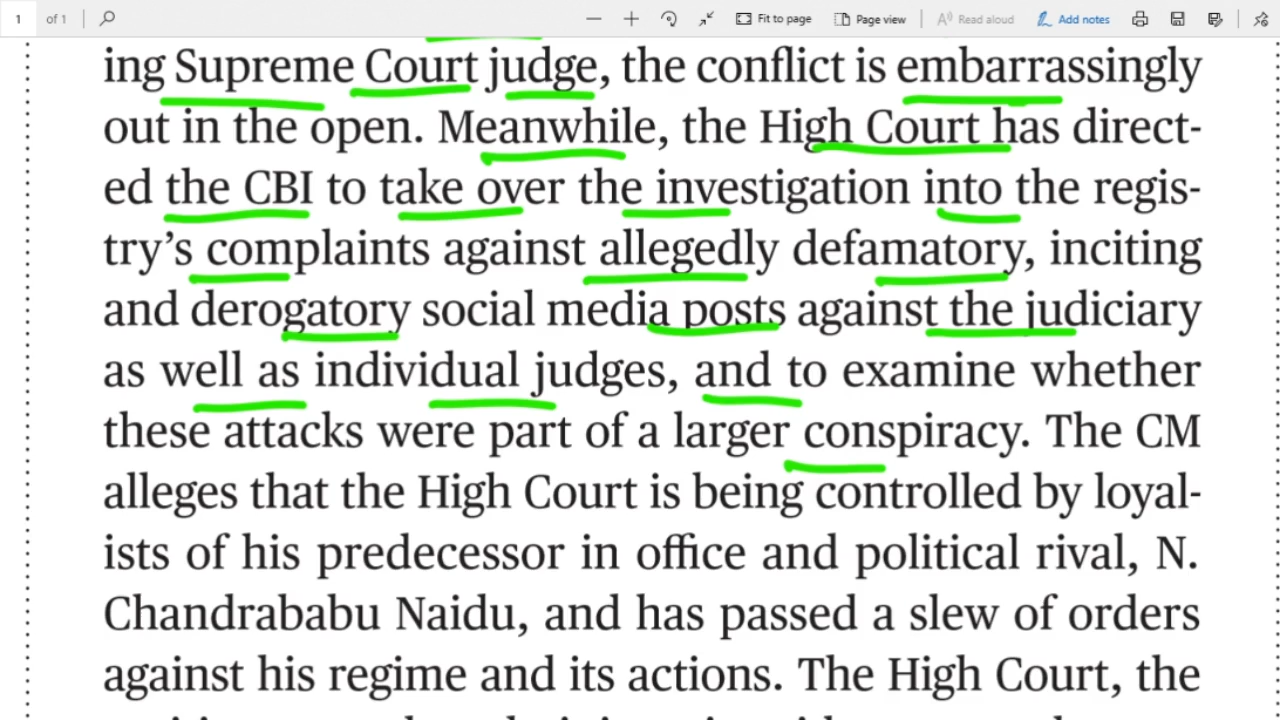 1 of 1 Fit to page Page view Read aloud Add notes
ing Supreme Court judge, the conflict is embarrassingly
out in the open. Meanwhile, the High Court has direct-
ed the CBI to take over the investigation into the regis-
try’s complaints against allegedly defamatory, inciting
and derogatory social media posts against the judiciary
as well as individual judges, and to examine whether
these attacks were part of a larger conspiracy. The CM
alleges that the High Court is being controlled by loyal-
ists of his predecessor in office and political rival, N.
Chandrababu Naidu, and has passed a slew of orders
against his regime and its actions. The High Court, the